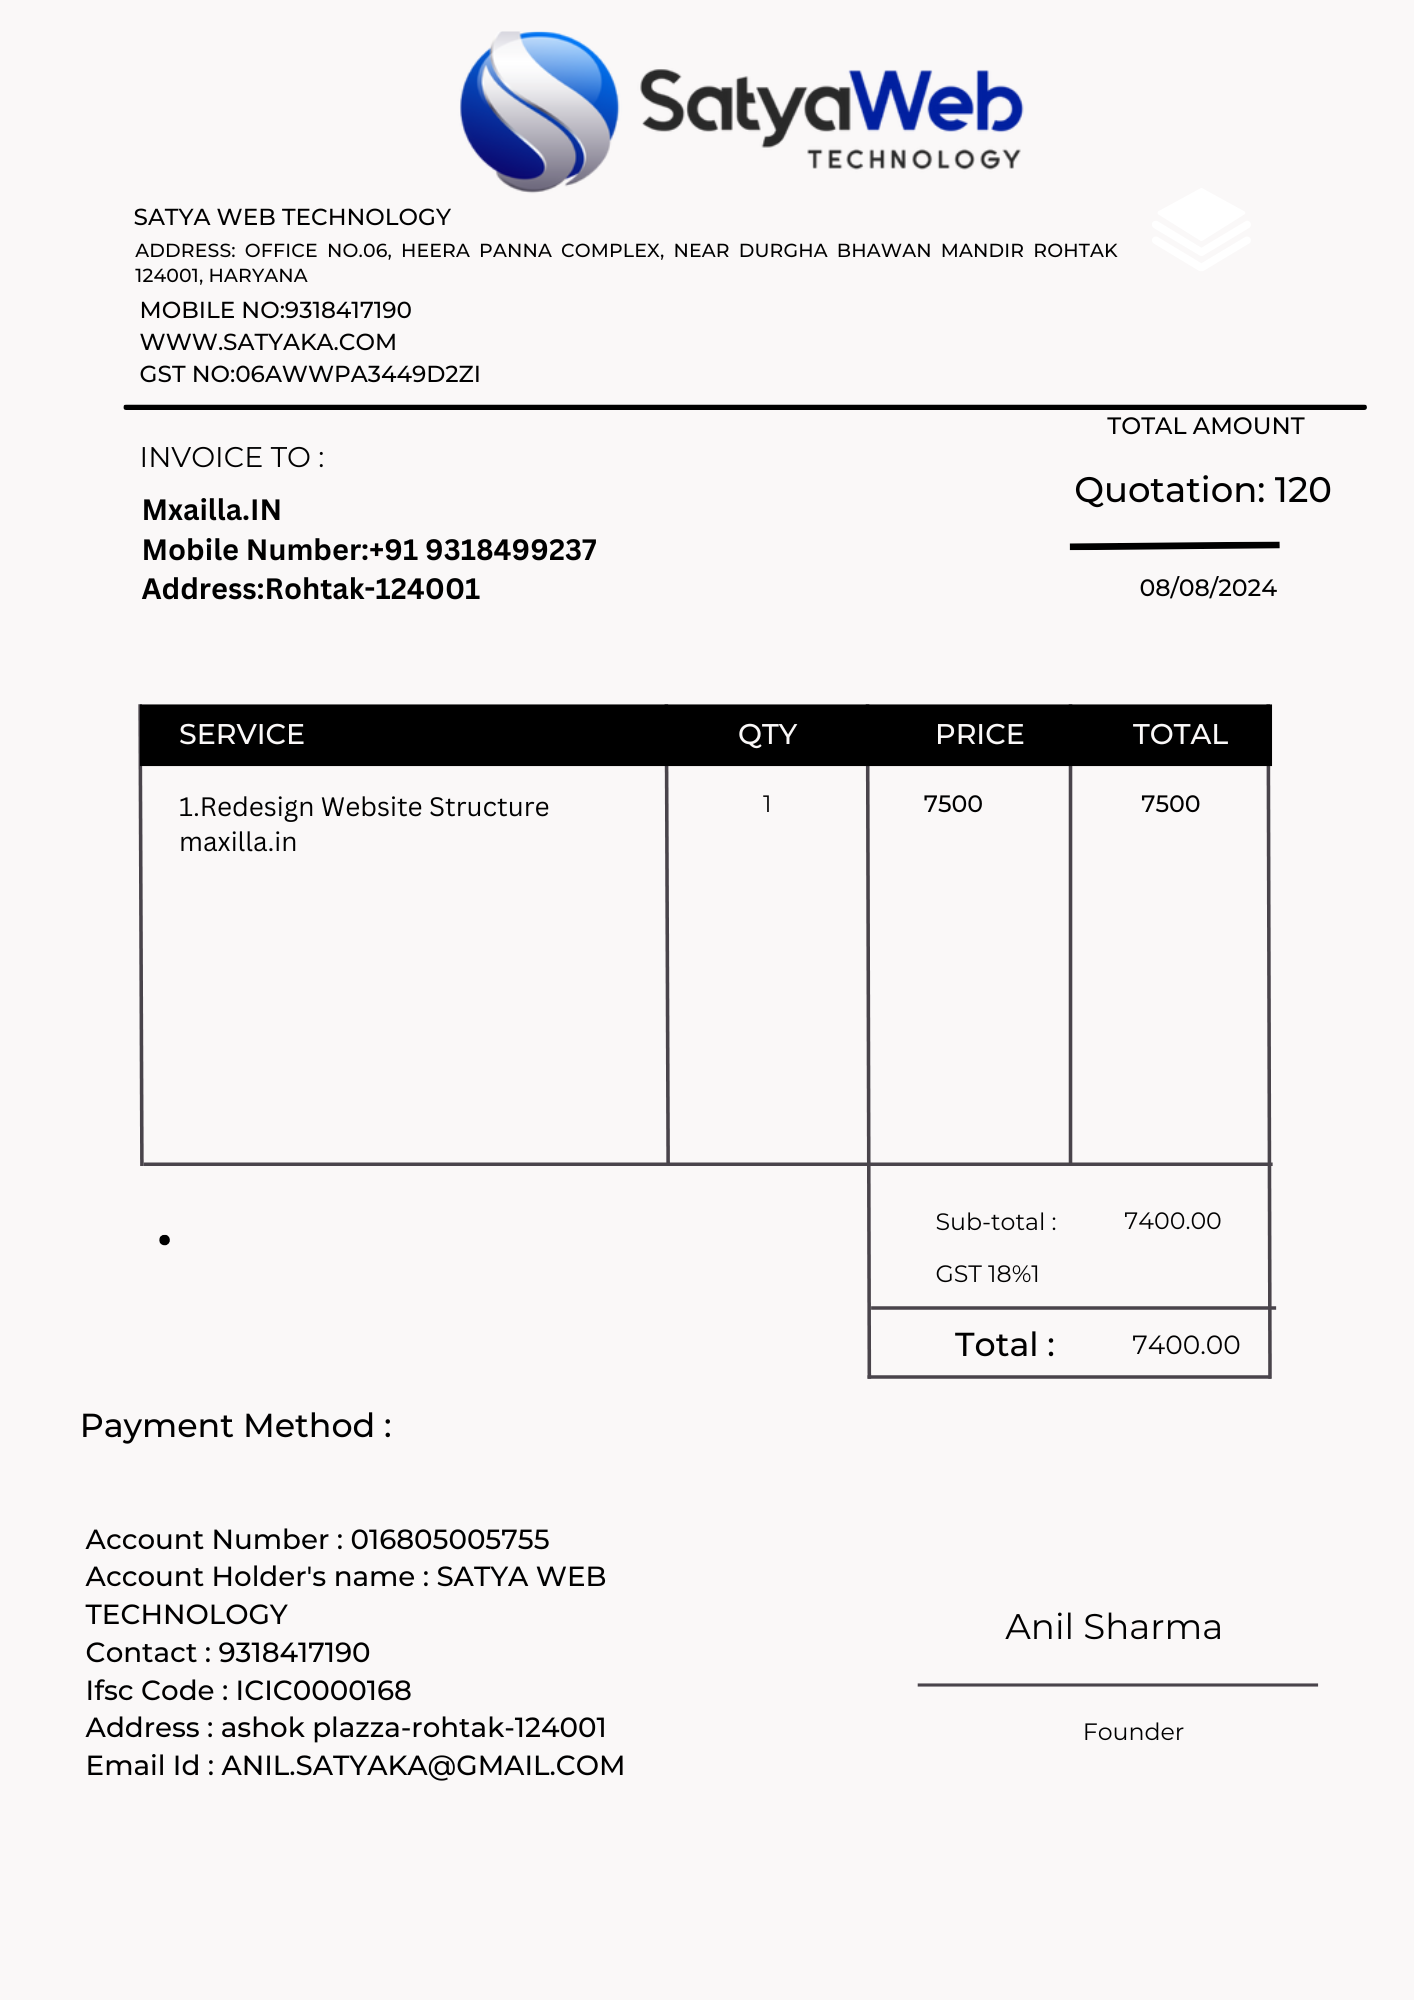 SatyaWeb
TECHNOLOGY
SATYA WEB TECHNOLOGY
ADDRESS: OFFICE NO.06, HEERA PANNA COMPLEX, NEAR DURGHA BHAWAN MANDIR ROHTAK
124001, HARYANA
MOBILE NO:9318417190
WWW.SATYAKA.COM
GST NO:06AWWPA3449D2ZI
TOTAL AMOUNT
INVOICE TO :
Quotation: 120
Mxailla.IN
Mobile Number:+91 9318499237
Address:Rohtak-124001
08/08/2024
SERVICE QTY PRICE TOTAL
1.Redesign Website Structure 1 7500 7500
maxilla.in
Sub-total : 7400.00
GST 18%1
Total : 7400.00
Payment Method :
Account Number : 016805005755
Account Holder's name : SATYA WEB
TECHNOLOGY
Contact : 9318417190
Ifsc Code : ICIC0000168
Address : ashok plazza-rohtak-124001
Email Id : ANIL.SATYAKA@GMAIL.COM
Anil Sharma
Founder